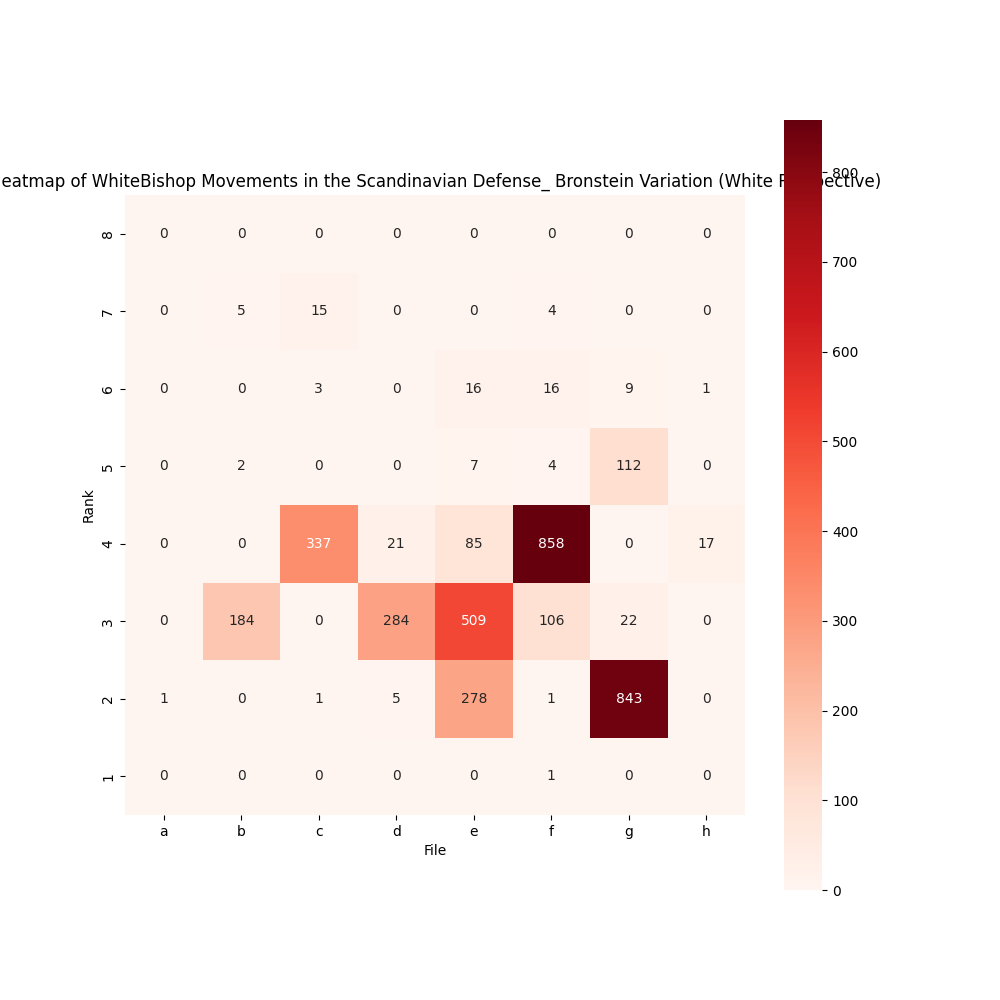 eatmap of WhiteBishop Movements in the Scandinavian Defense_ Bronstein Variation (White pective)
800
8 0 0 0 0 0 0 0 0
700
7 0 5 15 0 0 4 0 0
600
6 0 0 3 0 16 16 9 1
500
5 0 2 0 0 7 4 112 0
Rank
400
4 0 0 337 21 85 858 0 17
300
3 0 184 0 284 509 106 22 0
200
2 1 0 1 5 278 1 843 0
100
1 0 0 0 0 0 1 0 0
a b c d e f g h
File
0